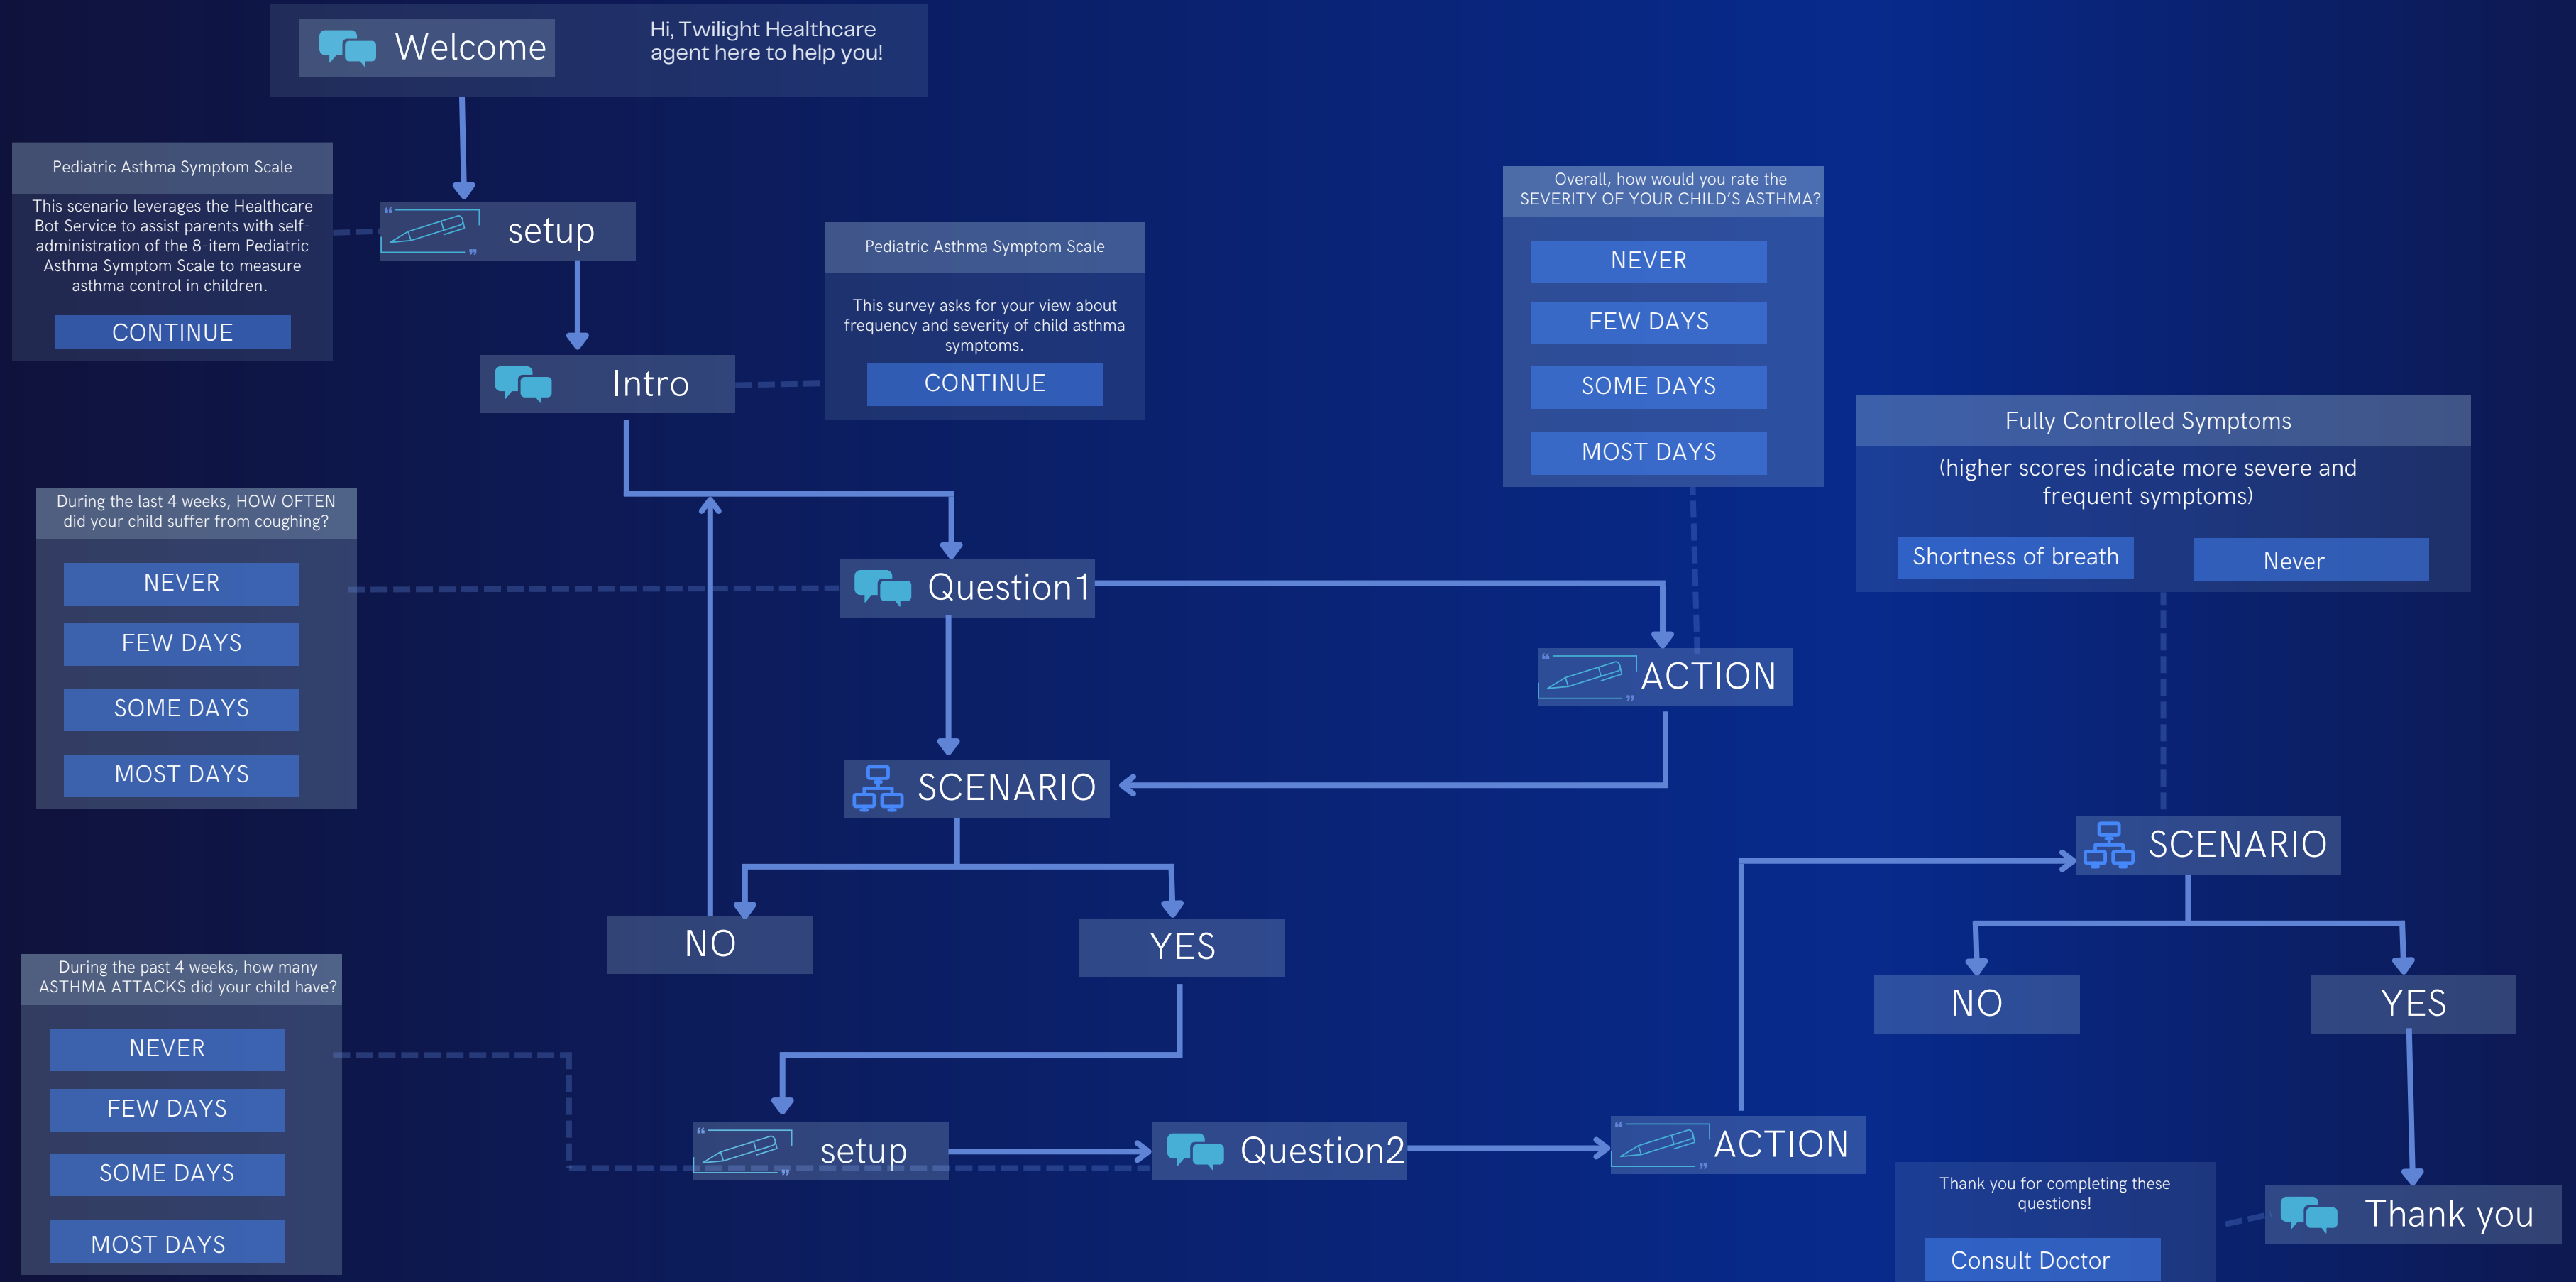 Welcome
Hi, Twilight Healthcare
agent here to help you!
Pediatric Asthma Symptom Scale
This scenario leverages the Healthcare
Bot Service to assist parents with self-
administration of the 8-item Pediatric
Asthma Symptom Scale to measure
asthma control in children.
CONTINUE
setup
Pediatric Asthma Symptom Scale
This survey asks for your view about
frequency and severity of child asthma
symptoms.
CONTINUE
Intro
Overall, how would you rate the
SEVERITY OF YOUR CHILD'S ASTHMA?
NEVER
FEW DAYS
SOME DAYS
MOST DAYS
Fully Controlled Symptoms
(higher scores indicate more severe and
frequent symptoms)
Shortness of breath
Never
During the last 4 weeks, HOW OFTEN
did your child suffer from coughing?
NEVER
FEW DAYS
SOME DAYS
MOST DAYS
Question1
ACTION
SCENARIO
SCENARIO
NO
YES
NO
YES
During the past 4 weeks, how many
ASTHMA ATTACKS did your child have?
NEVER
FEW DAYS
SOME DAYS
MOST DAYS
setup
Question2
ACTION
Thank you for completing these
questions!
Consult Doctor
Thank you